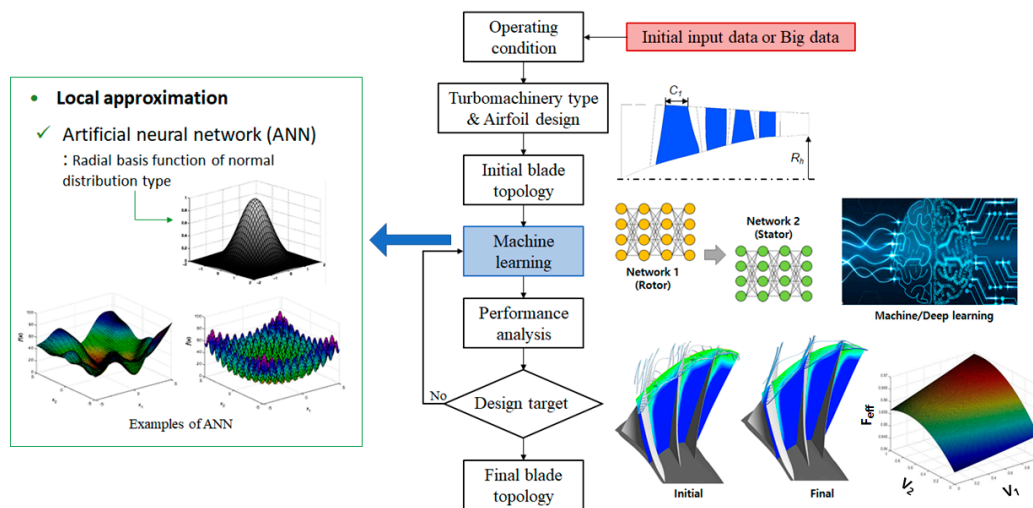 Operating
condition
Initial input data or Big data
Turbomachinery type
& Airfoil design
Initial blade
topology
Machine
learning
Performance
analysis
No
Design target
Final blade
topology
• Local approximation
✓ Artificial neural network (ANN)
: Radial basis function of normal
distribution type
Examples of ANN
C1
Rh
Network 1
(Rotor)
Network 2
(Stator)
Machine/Deep learning
Initial
Final
Feff
V2
V1